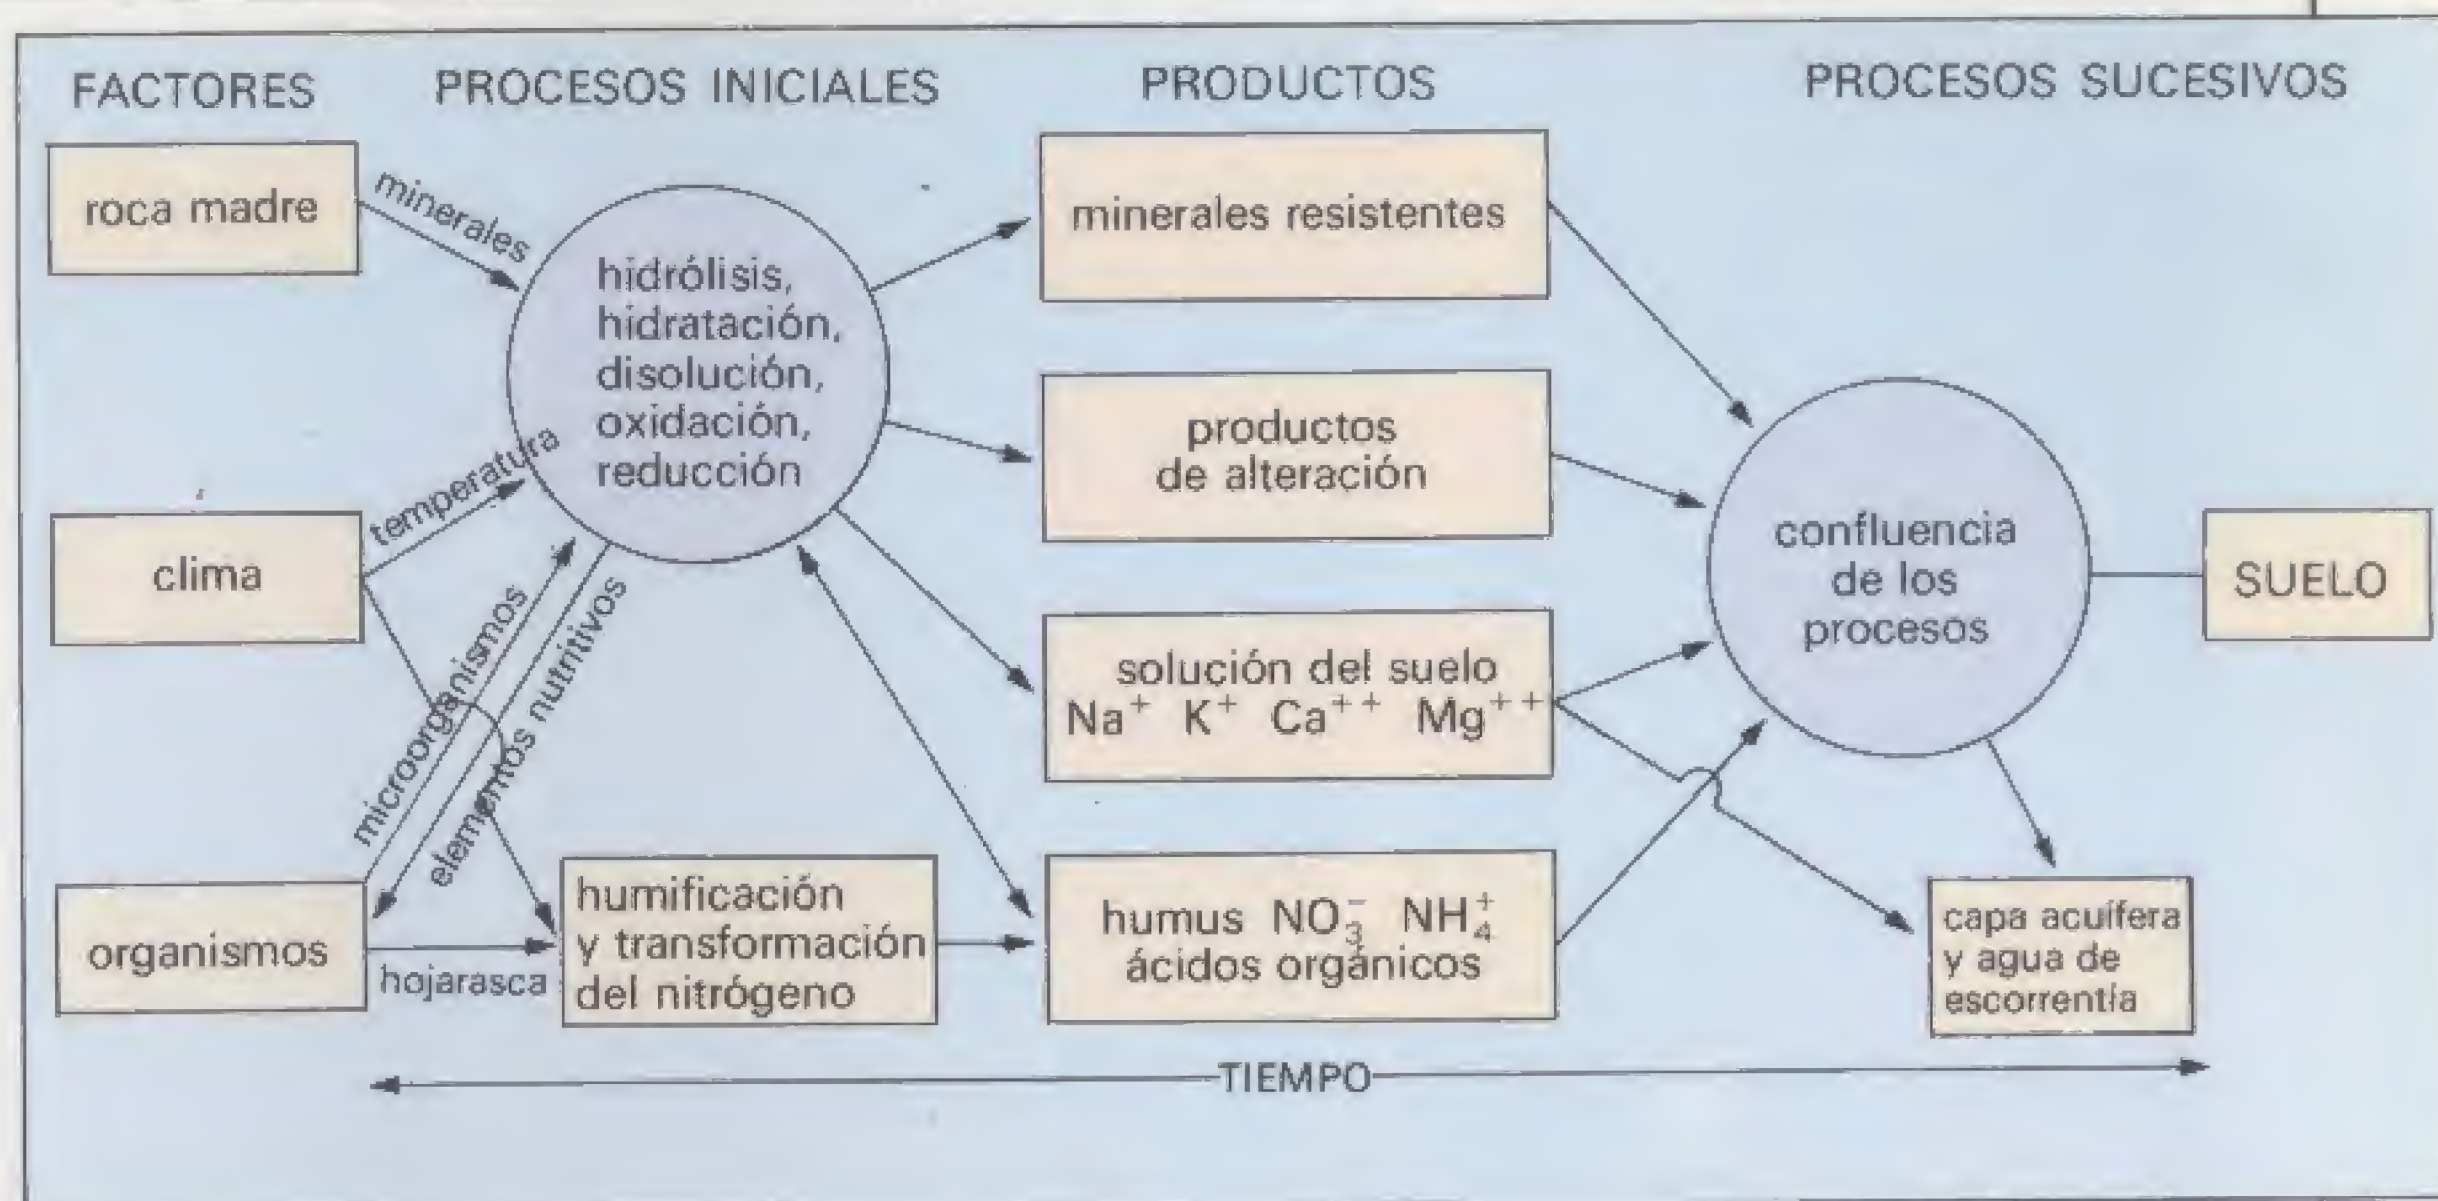 FACTORES
PROCESOS INICIALES
PRODUCTOS
PROCESOS SUCESIVOS
roca madre
minerales
hidrólisis,
hidratación,
disolución,
oxidación,
reducción
minerales resistentes
productos
de alteración
clima
temperatura
confluencia
de los
procesos
SUELO
solución del suelo
Na⁺ K⁺ Ca⁺⁺ Mg⁺⁺
microorganismos
elementos nutritivos
organismos
hojarasca
humificación
y transformación
del nitrógeno
humus NO₃⁻ NH₄⁺
ácidos orgánicos
capa acuífera
y agua de
escorrentía
TIEMPO